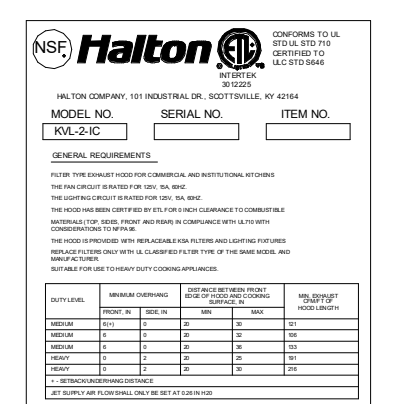 NSF
Halton
ETL
INTERTEK
3012225
CONFORMS TO UL
STD UL STD 710
CERTIFIED TO
ULC STD S646
HALTON COMPANY, 101 INDUSTRIAL DR., SCOTTSVILLE, KY 42164
MODEL NO. SERIAL NO. ITEM NO.
KVL-2-IC
GENERAL REQUIREMENTS
FILTER TYPE EXHAUST HOOD FOR COMMERCIAL AND INSTITUTIONAL KITCHENS
THE FAN CIRCUIT IS RATED FOR 125V, 15A, 60HZ.
THE LIGHTING CIRCUIT IS RATED FOR 125V, 15A, 60HZ.
THE HOOD HAS BEEN CERTIFIED BY ETL FOR 0 INCH CLEARANCE TO COMBUSTIBLE
MATERIALS (TOP, SIDES, FRONT AND REAR) IN COMPLIANCE WITH UL710 WITH
CONSIDERATIONS TO NFPA 96.
THE HOOD IS PROVIDED WITH REPLACEABLE KSA FILTERS AND LIGHTING FIXTURES
REPLACE FILTERS ONLY WITH UL CLASSIFIED FILTER TYPE OF THE SAME MODEL AND
MANUFACTURER.
SUITABLE FOR USE TO HEAVY DUTY COOKING APPLIANCES.
DUTY LEVEL
MINIMUM OVERHANG
DISTANCE BETWEEN FRONT
EDGE OF HOOD AND COOKING
SURFACE, IN
MIN. EXHAUST
CFM/FT OF
HOOD LENGTH
FRONT, IN SIDE, IN MIN MAX
MEDIUM 6(+) 0 20 30 121
MEDIUM 6 0 20 32 106
MEDIUM 6 0 20 36 133
HEAVY 0 2 20 25 191
HEAVY 0 2 20 30 216
+ - SETBACK/UNDERHANG DISTANCE
JET SUPPLY AIR FLOW SHALL ONLY BE SET AT 0.26 IN H20